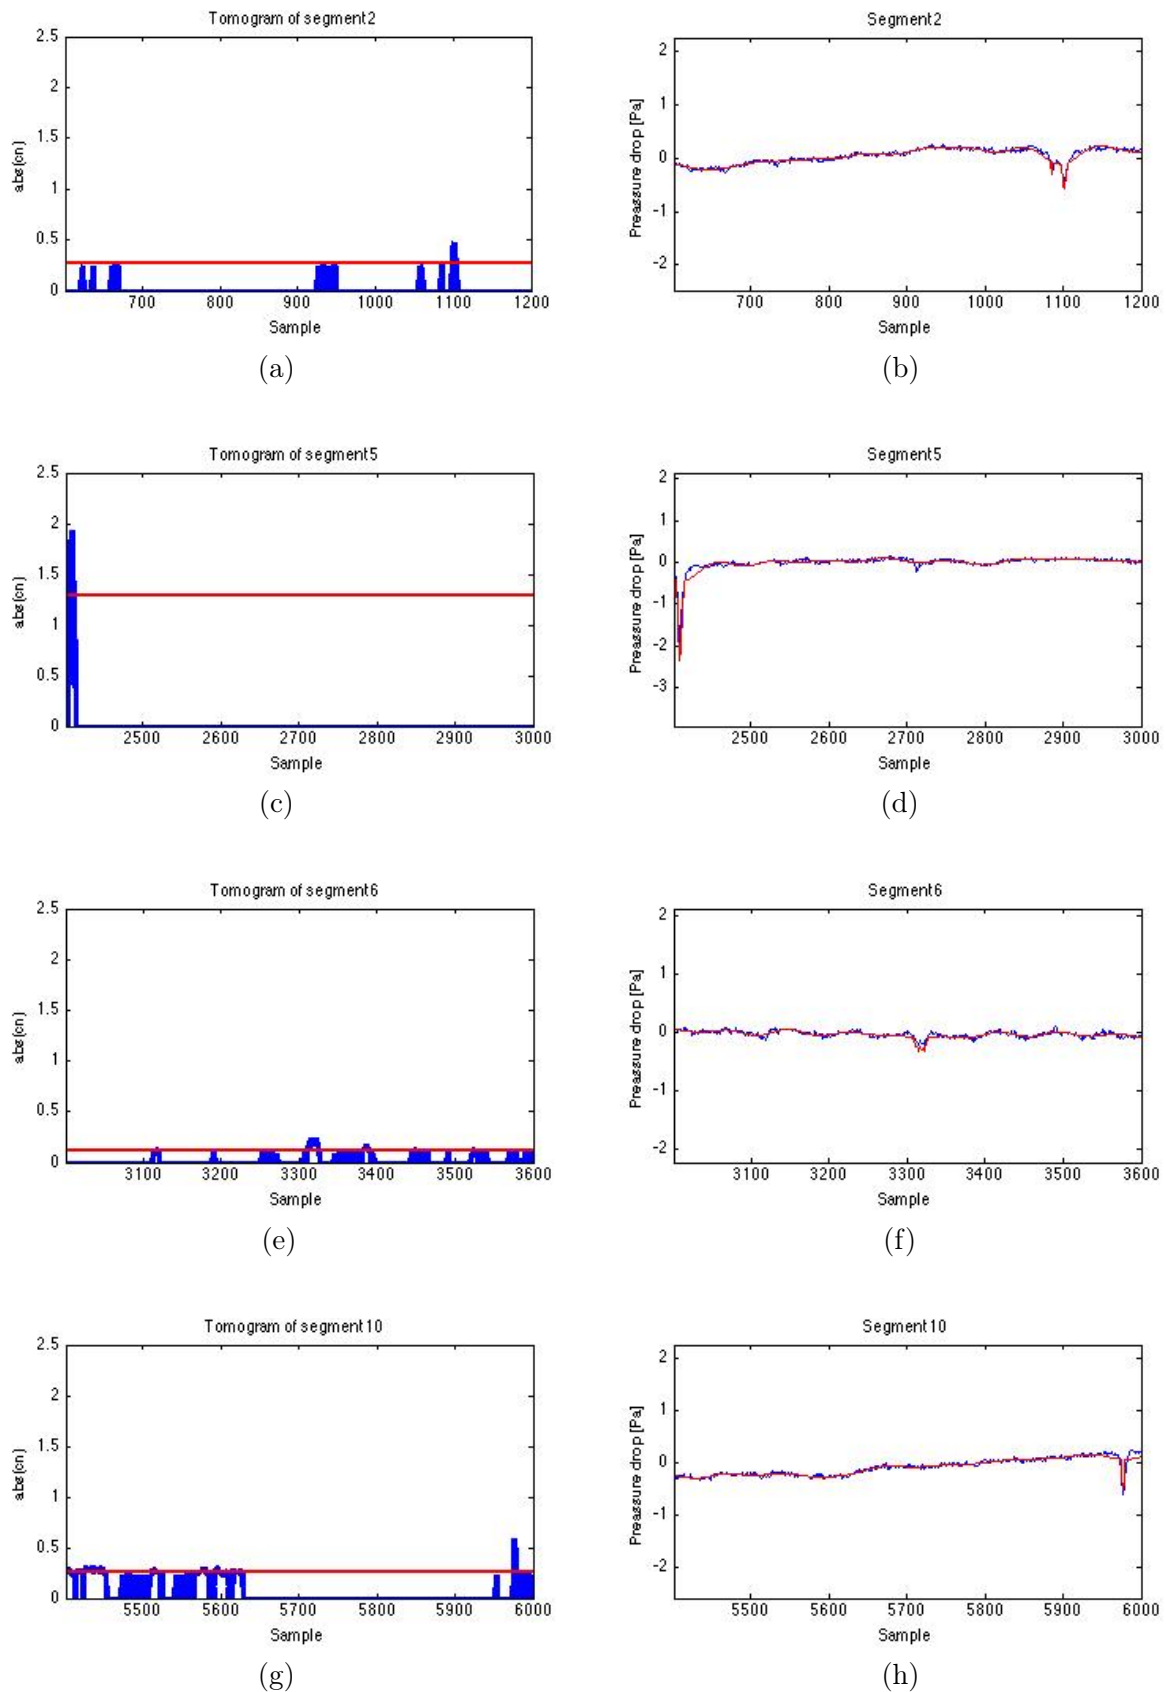 Tomogram of segment2
Segment2
2.5
2
1.5
1
0.5
0
abs(cn)
700 800 900 1000 1100 1200
Sample
2
1
0
-1
-2
Preassure drop [Pa]
700 800 900 1000 1100 1200
Sample
(a)
(b)
Tomogram of segment5
Segment5
2.5
2
1.5
1
0.5
0
abs(cn)
2500 2600 2700 2800 2900 3000
Sample
2
1
0
-1
-2
-3
Preassure drop [Pa]
2500 2600 2700 2800 2900 3000
Sample
(c)
(d)
Tomogram of segment6
Segment6
2.5
2
1.5
1
0.5
0
abs(cn)
3100 3200 3300 3400 3500 3600
Sample
2
1
0
-1
-2
Preassure drop [Pa]
3100 3200 3300 3400 3500 3600
Sample
(e)
(f)
Tomogram of segment10
Segment10
2.5
2
1.5
1
0.5
0
abs(cn)
5500 5600 5700 5800 5900 6000
Sample
2
1
0
-1
-2
Preassure drop [Pa]
5500 5600 5700 5800 5900 6000
Sample
(g)
(h)